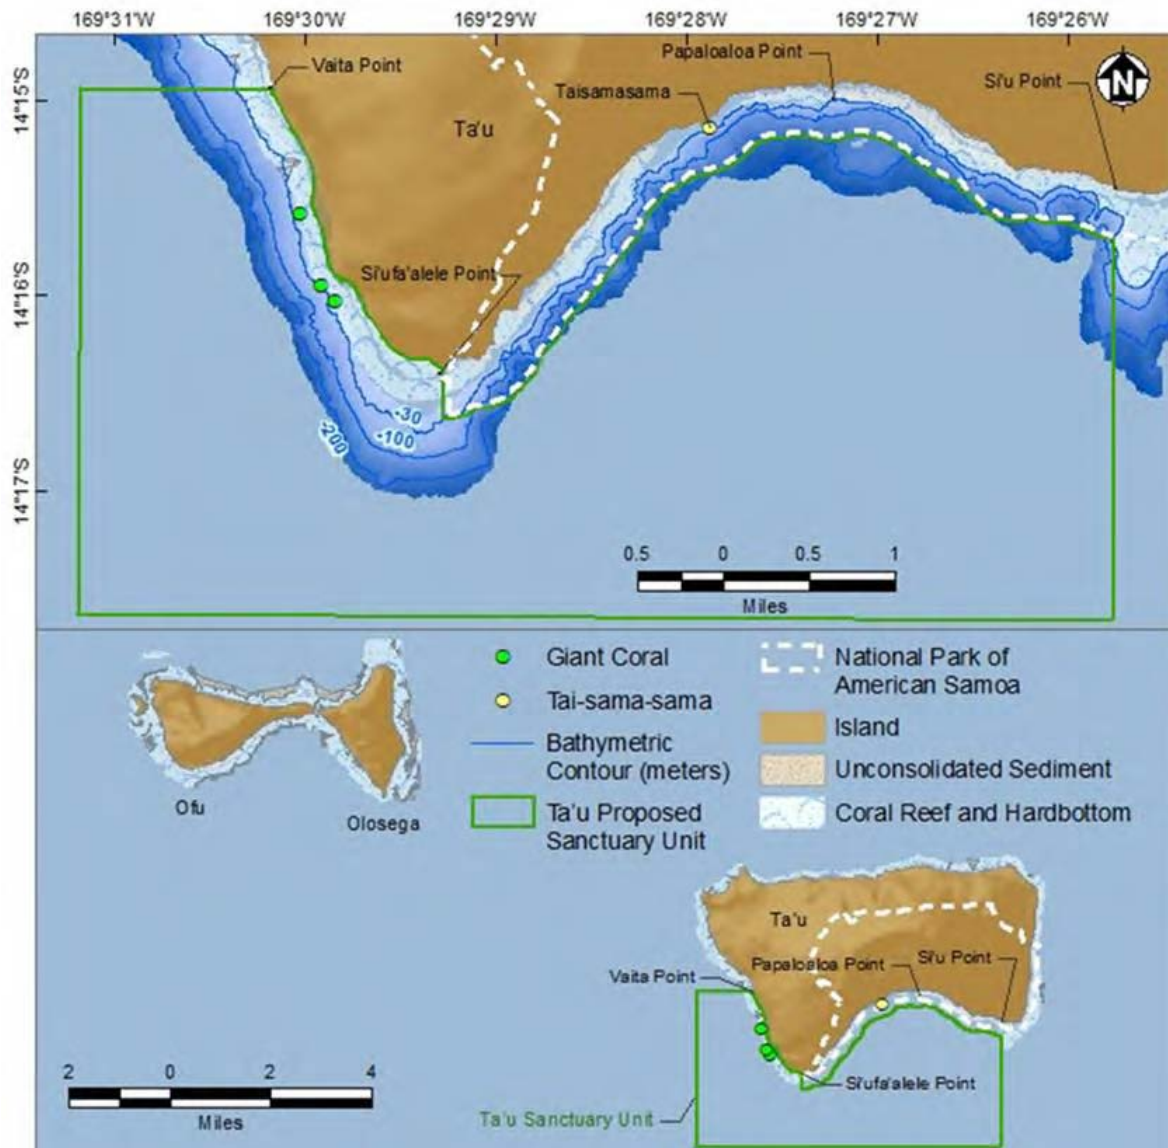 169°31'W 169°30'W 169°29'W 169°28'W 169°27'W 169°26'W
Vaita Point
Papaloaloa Point
Si'u Point
N
Taisamasama
14°15'S
Ta'u
14°16'S
Si'ufa'alele Point
-30
-100
-200
14°17'S
0.5 0 0.5 1
Miles
Giant Coral
Tai-sama-sama
Bathymetric
Contour (meters)
Ta'u Proposed
Sanctuary Unit
National Park of
American Samoa
Island
Unconsolidated Sediment
Coral Reef and Hardbottom
Ofu
Olosega
Ta'u
Vaita Point
Papaloaloa Point
Si'u Point
Si'ufa'alele Point
2 0 2 4
Miles
Ta'u Sanctuary Unit